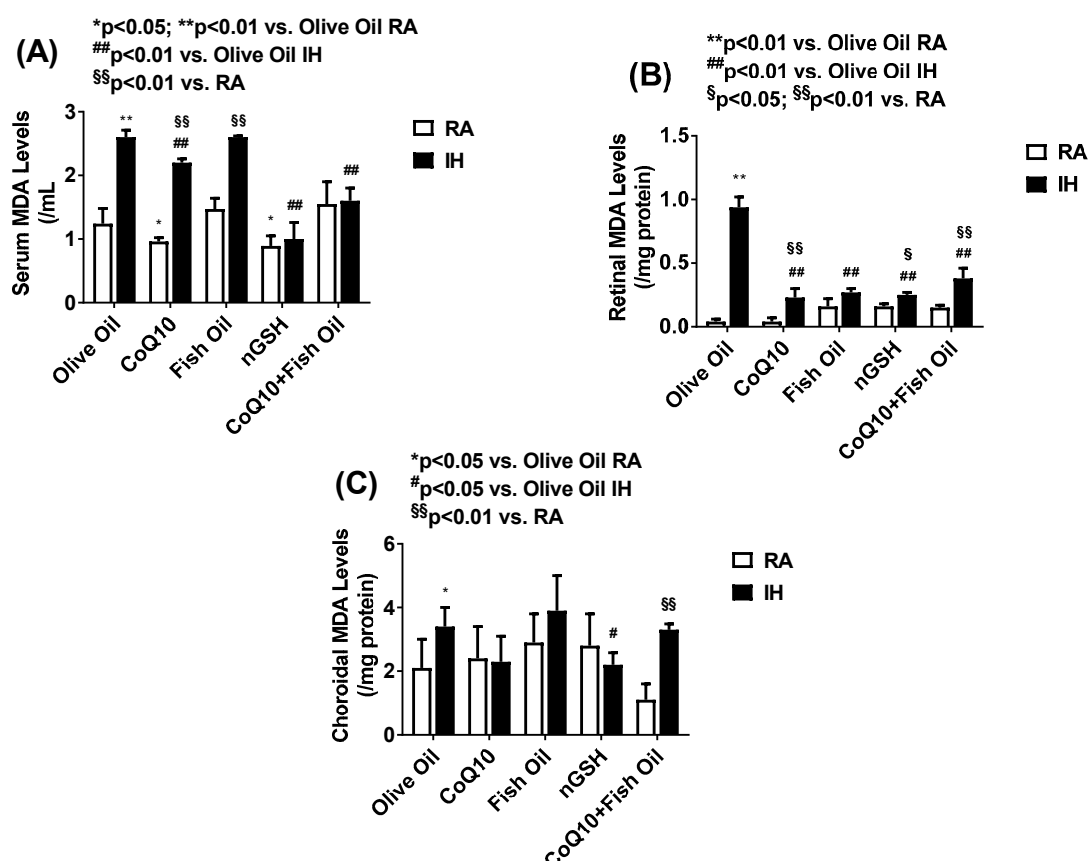 (A)
*p<0.05; **p<0.01 vs. Olive Oil RA
##p<0.01 vs. Olive Oil IH
§§p<0.01 vs. RA
Serum MDA Levels
(/mL)
3
2
1
0
**
*
§§
##
§§
*
##
##
RA
IH
Olive Oil
CoQ10
Fish Oil
nGSH
CoQ10+Fish Oil
(B)
**p<0.01 vs. Olive Oil RA
##p<0.01 vs. Olive Oil IH
§p<0.05; §§p<0.01 vs. RA
Retinal MDA Levels
(/mg protein)
1.5
1.0
0.5
0.0
**
§§
##
##
§
##
§§
##
RA
IH
Olive Oil
CoQ10
Fish Oil
nGSH
CoQ10+Fish Oil
(C)
*p<0.05 vs. Olive Oil RA
#p<0.05 vs. Olive Oil IH
§§p<0.01 vs. RA
Choroidal MDA Levels
(/mg protein)
6
4
2
0
*
#
§§
RA
IH
Olive Oil
CoQ10
Fish Oil
nGSH
CoQ10+Fish Oil